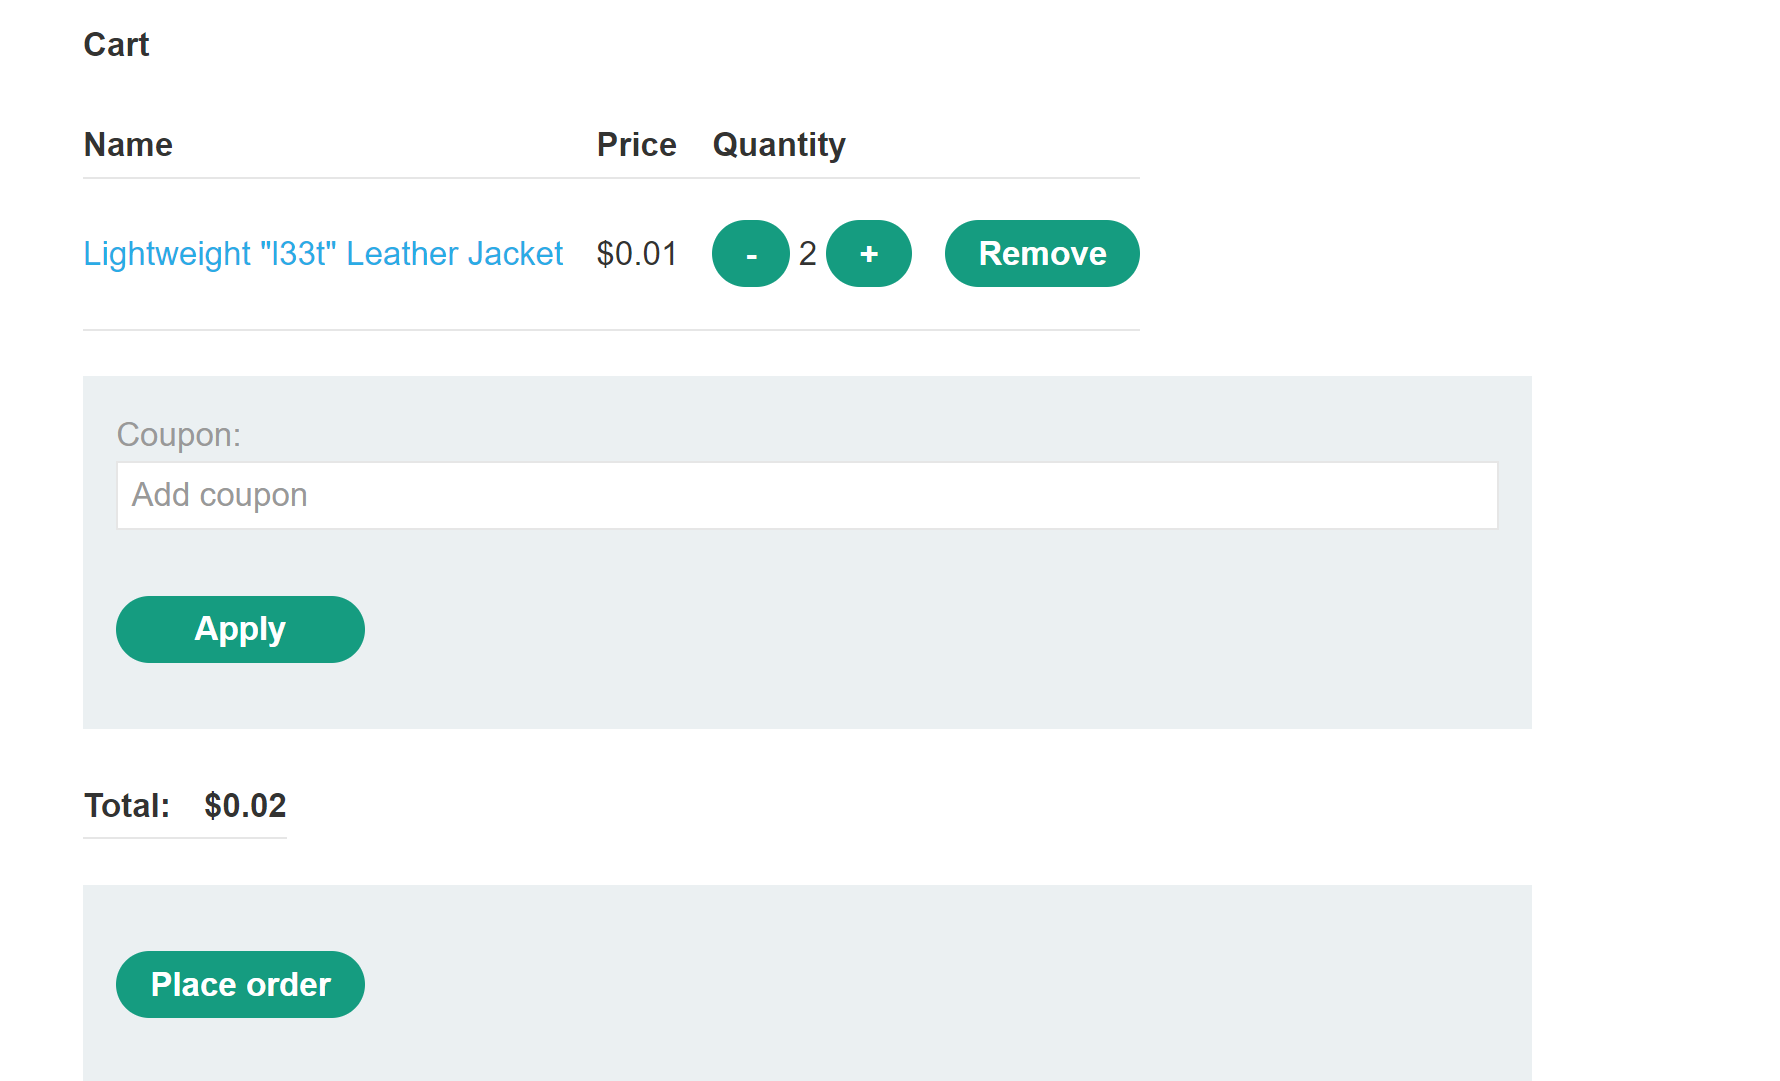 Cart
Name Price Quantity
Lightweight "l33t" Leather Jacket $0.01 - 2 + Remove
Coupon:
Add coupon
Apply
Total: $0.02
Place order